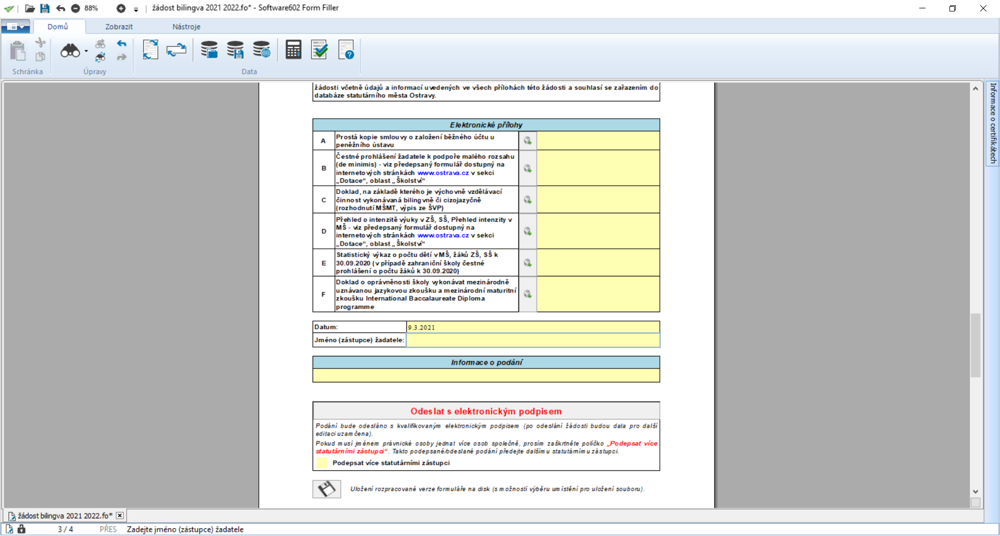 88%
žádost bilingva 2021 2022.fo* - Software602 Form Filler
Domů
Zobrazit
Nástroje
Schránka
Úpravy
Data
žádosti včetně údajů a informací uvedených ve všech přílohách této žádosti a souhlasí se zařazením do
databáze statutárního města Ostravy.
Informace o certifikátech
Elektronické přílohy
A
Prostá kopie smlouvy o založení běžného účtu u
peněžního ústavu
B
Čestné prohlášení žadatele k podpoře malého rozsahu
(de minimis) - viz předepsaný formulář dostupný na
internetových stránkách www.ostrava.cz v sekci
„Dotace“, oblast „Školství“
C
Doklad, na základě kterého je výchovně vzdělávací
činnost vykonávaná bilingvně či cizojazyčně
(rozhodnutí MŠMT, výpis ze ŠVP)
D
Přehled o intenzitě výuky v ZŠ, SŠ, Přehled intenzity v
MŠ - viz předepsaný formulář dostupný na
internetových stránkách www.ostrava.cz v sekci
„Dotace“, oblast „Školství“
E
Statistický výkaz o počtu dětí v MŠ, žáků ZŠ, SŠ k
30.09.2020 (v případě zahraniční školy čestné
prohlášení o počtu žáků k 30.09.2020)
F
Doklad o oprávněnosti školy vykonávat mezinárodně
uznávanou jazykovou zkoušku a mezinárodní maturitní
zkoušku International Baccalaureate Diploma
programme
Datum:
9.3.2021
Jméno (zástupce) žadatele:
Informace o podání
Odeslat s elektronickým podpisem
Podání bude odesláno s kvalifikovaným elektronickým podpisem (po odeslání žádosti budou data pro další
editaci uzamčena).
Pokud musí jménem právnické osoby jednat více osob společně, prosím zaškrtněte políčko „Podepsat více
statutárními zástupci“. Takto podepsané/odeslané podání předejte dalšímu statutárnímu zástupci.
Podepsat více statutárními zástupci
Uložení rozpracované verze formuláře na disk (s možností výběru umístění pro uložení souboru).
žádost bilingva 2021 2022.fo*
3 / 4
PŘES
Zadejte jméno (zástupce) žadatele